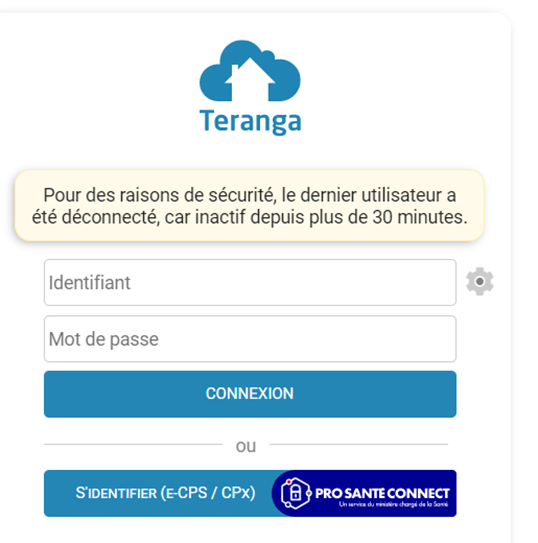 Teranga
Pour des raisons de sécurité, le dernier utilisateur a
été déconnecté, car inactif depuis plus de 30 minutes.
Identifiant
Mot de passe
CONNEXION
ou
S'IDENTIFIER (E-CPS / CPX)
PRO SANTÉ CONNECT
Un service du ministère chargé de la Santé